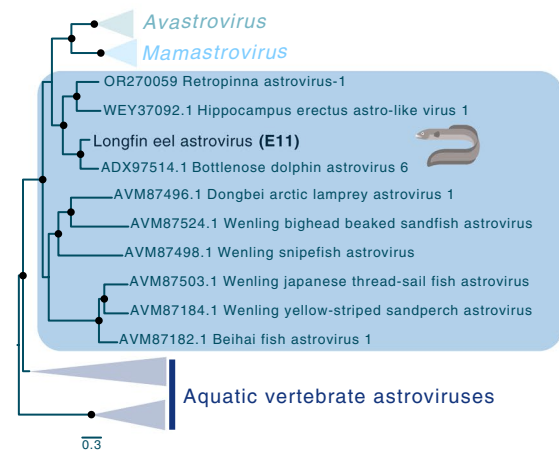 Avastrovirus
Mamastrovirus
OR270059 Retropinna astrovirus-1
WEY37092.1 Hippocampus erectus astro-like virus 1
Longfin eel astrovirus (E11)
ADX97514.1 Bottlenose dolphin astrovirus 6
AVM87496.1 Dongbei arctic lamprey astrovirus 1
AVM87524.1 Wenling bighead beaked sandfish astrovirus
AVM87498.1 Wenling snipefish astrovirus
AVM87503.1 Wenling japanese thread-sail fish astrovirus
AVM87184.1 Wenling yellow-striped sandperch astrovirus
AVM87182.1 Beihai fish astrovirus 1
Aquatic vertebrate astroviruses
0.3